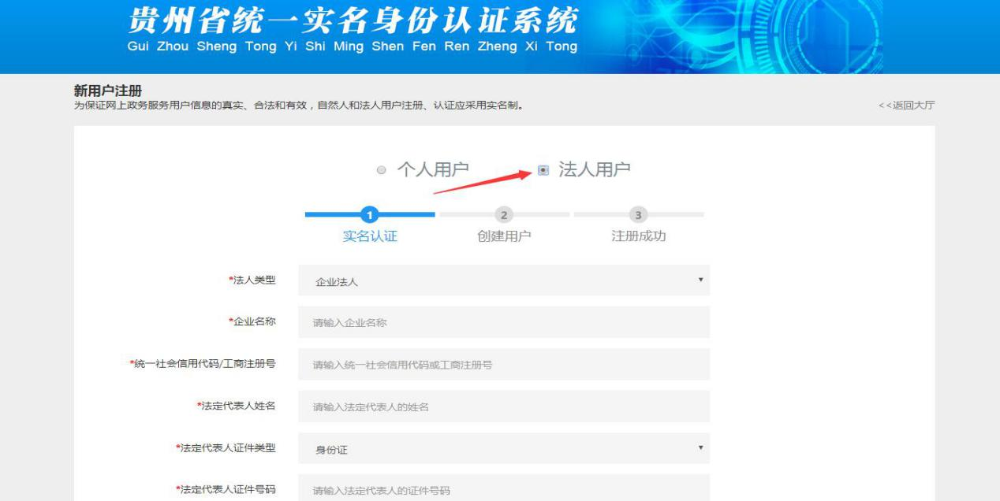 贵州省统一实名身份认证系统
Gui Zhou Sheng Tong Yi Shi Ming Shen Fen Ren Zheng Xi Tong
新用户注册
为保证网上政务服务用户信息的真实、合法和有效，自然人和法人用户注册、认证应采用实名制。 <<返回大厅
个人用户 法人用户
1 2 3
实名认证 创建用户 注册成功
*法人类型 企业法人
*企业名称 请输入企业名称
*统一社会信用代码/工商注册号 请输入统一社会信用代码或工商注册号
*法定代表人姓名 请输入法定代表人的姓名
*法定代表人证件类型 身份证
*法定代表人证件号码 请输入法定代表人的证件号码